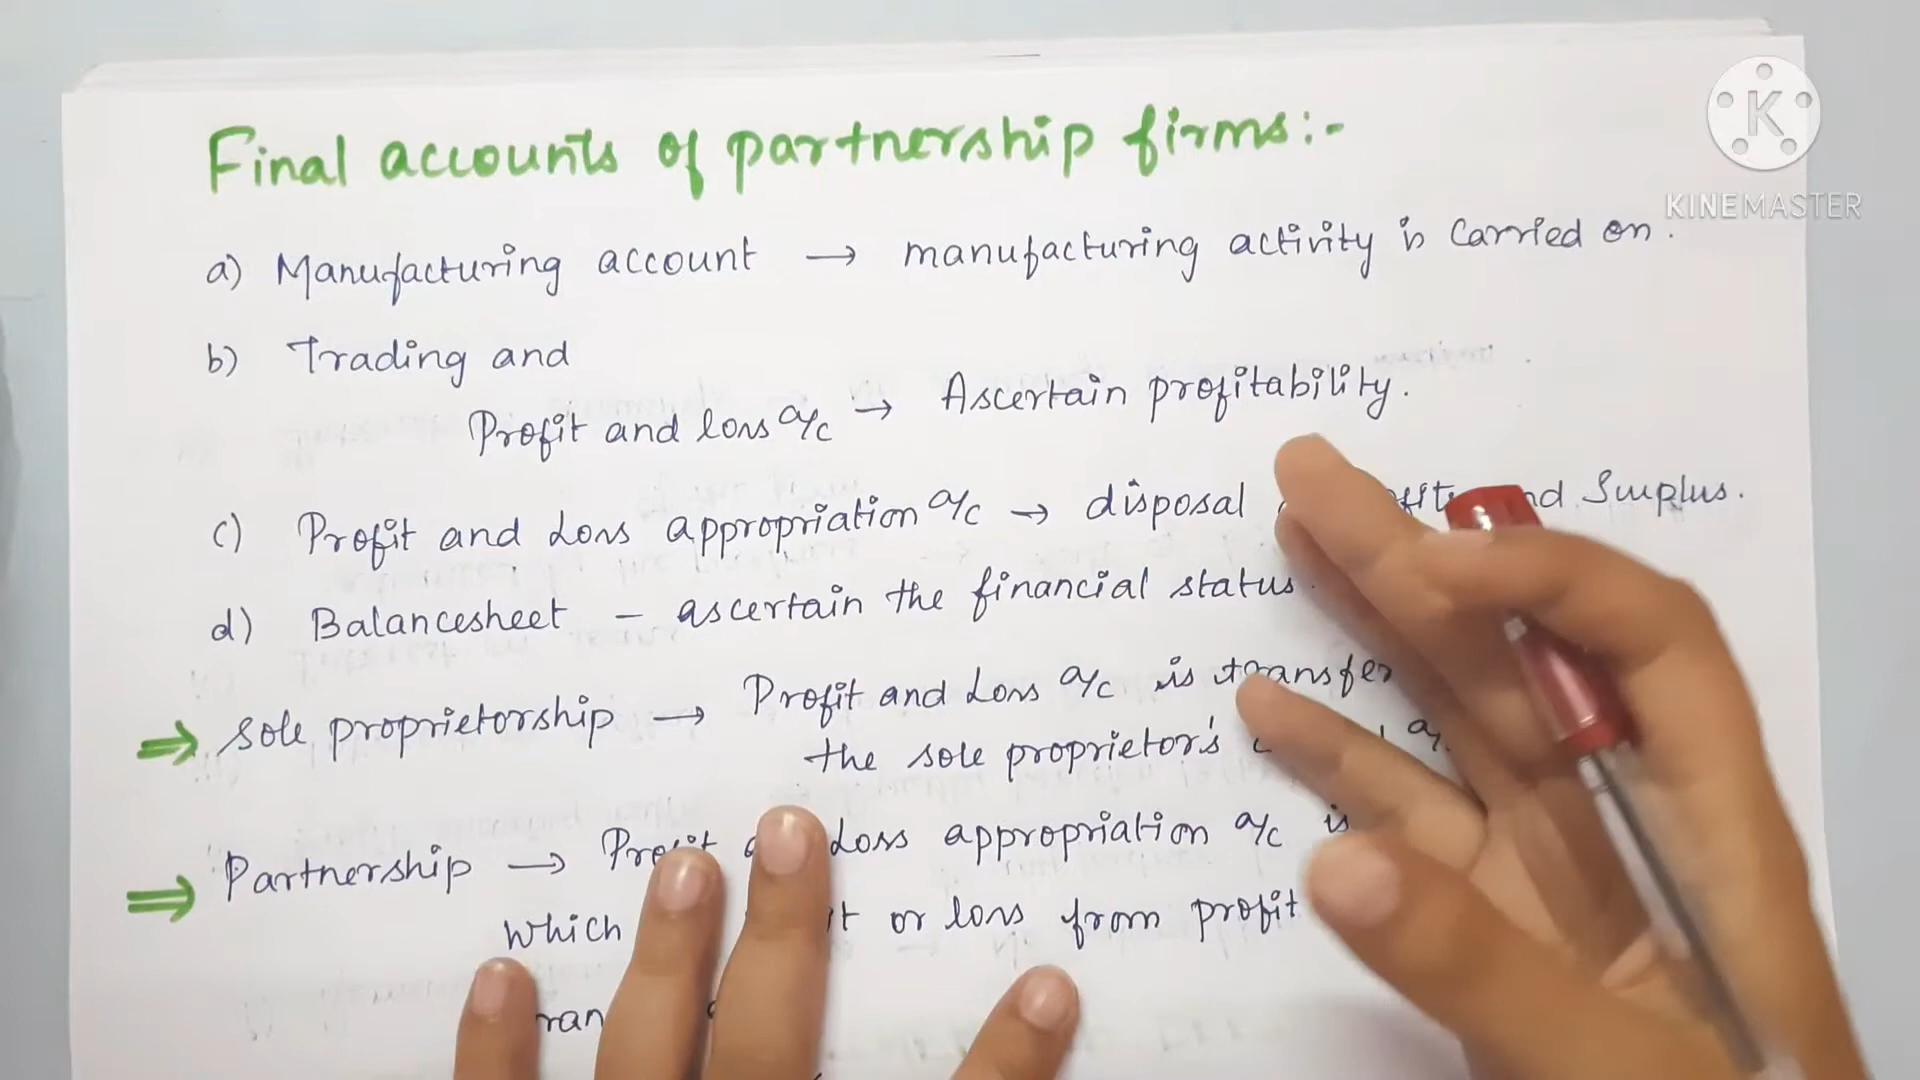 Final accounts of partnership firms:-
a) Manufacturing account → manufacturing activity is carried on.
b) Trading and
Profit and loss a/c → Ascertain profitability.
c) Profit and Loss appropriation a/c → disposal and Surplus.
d) Balancesheet – ascertain the financial status.
⇒ Sole proprietorship → Profit and Loss a/c is transfer
the sole proprietor's a/c
⇒ Partnership → Profit Loss appropriation a/c is
which or loss from profit
K
KINEMASTER